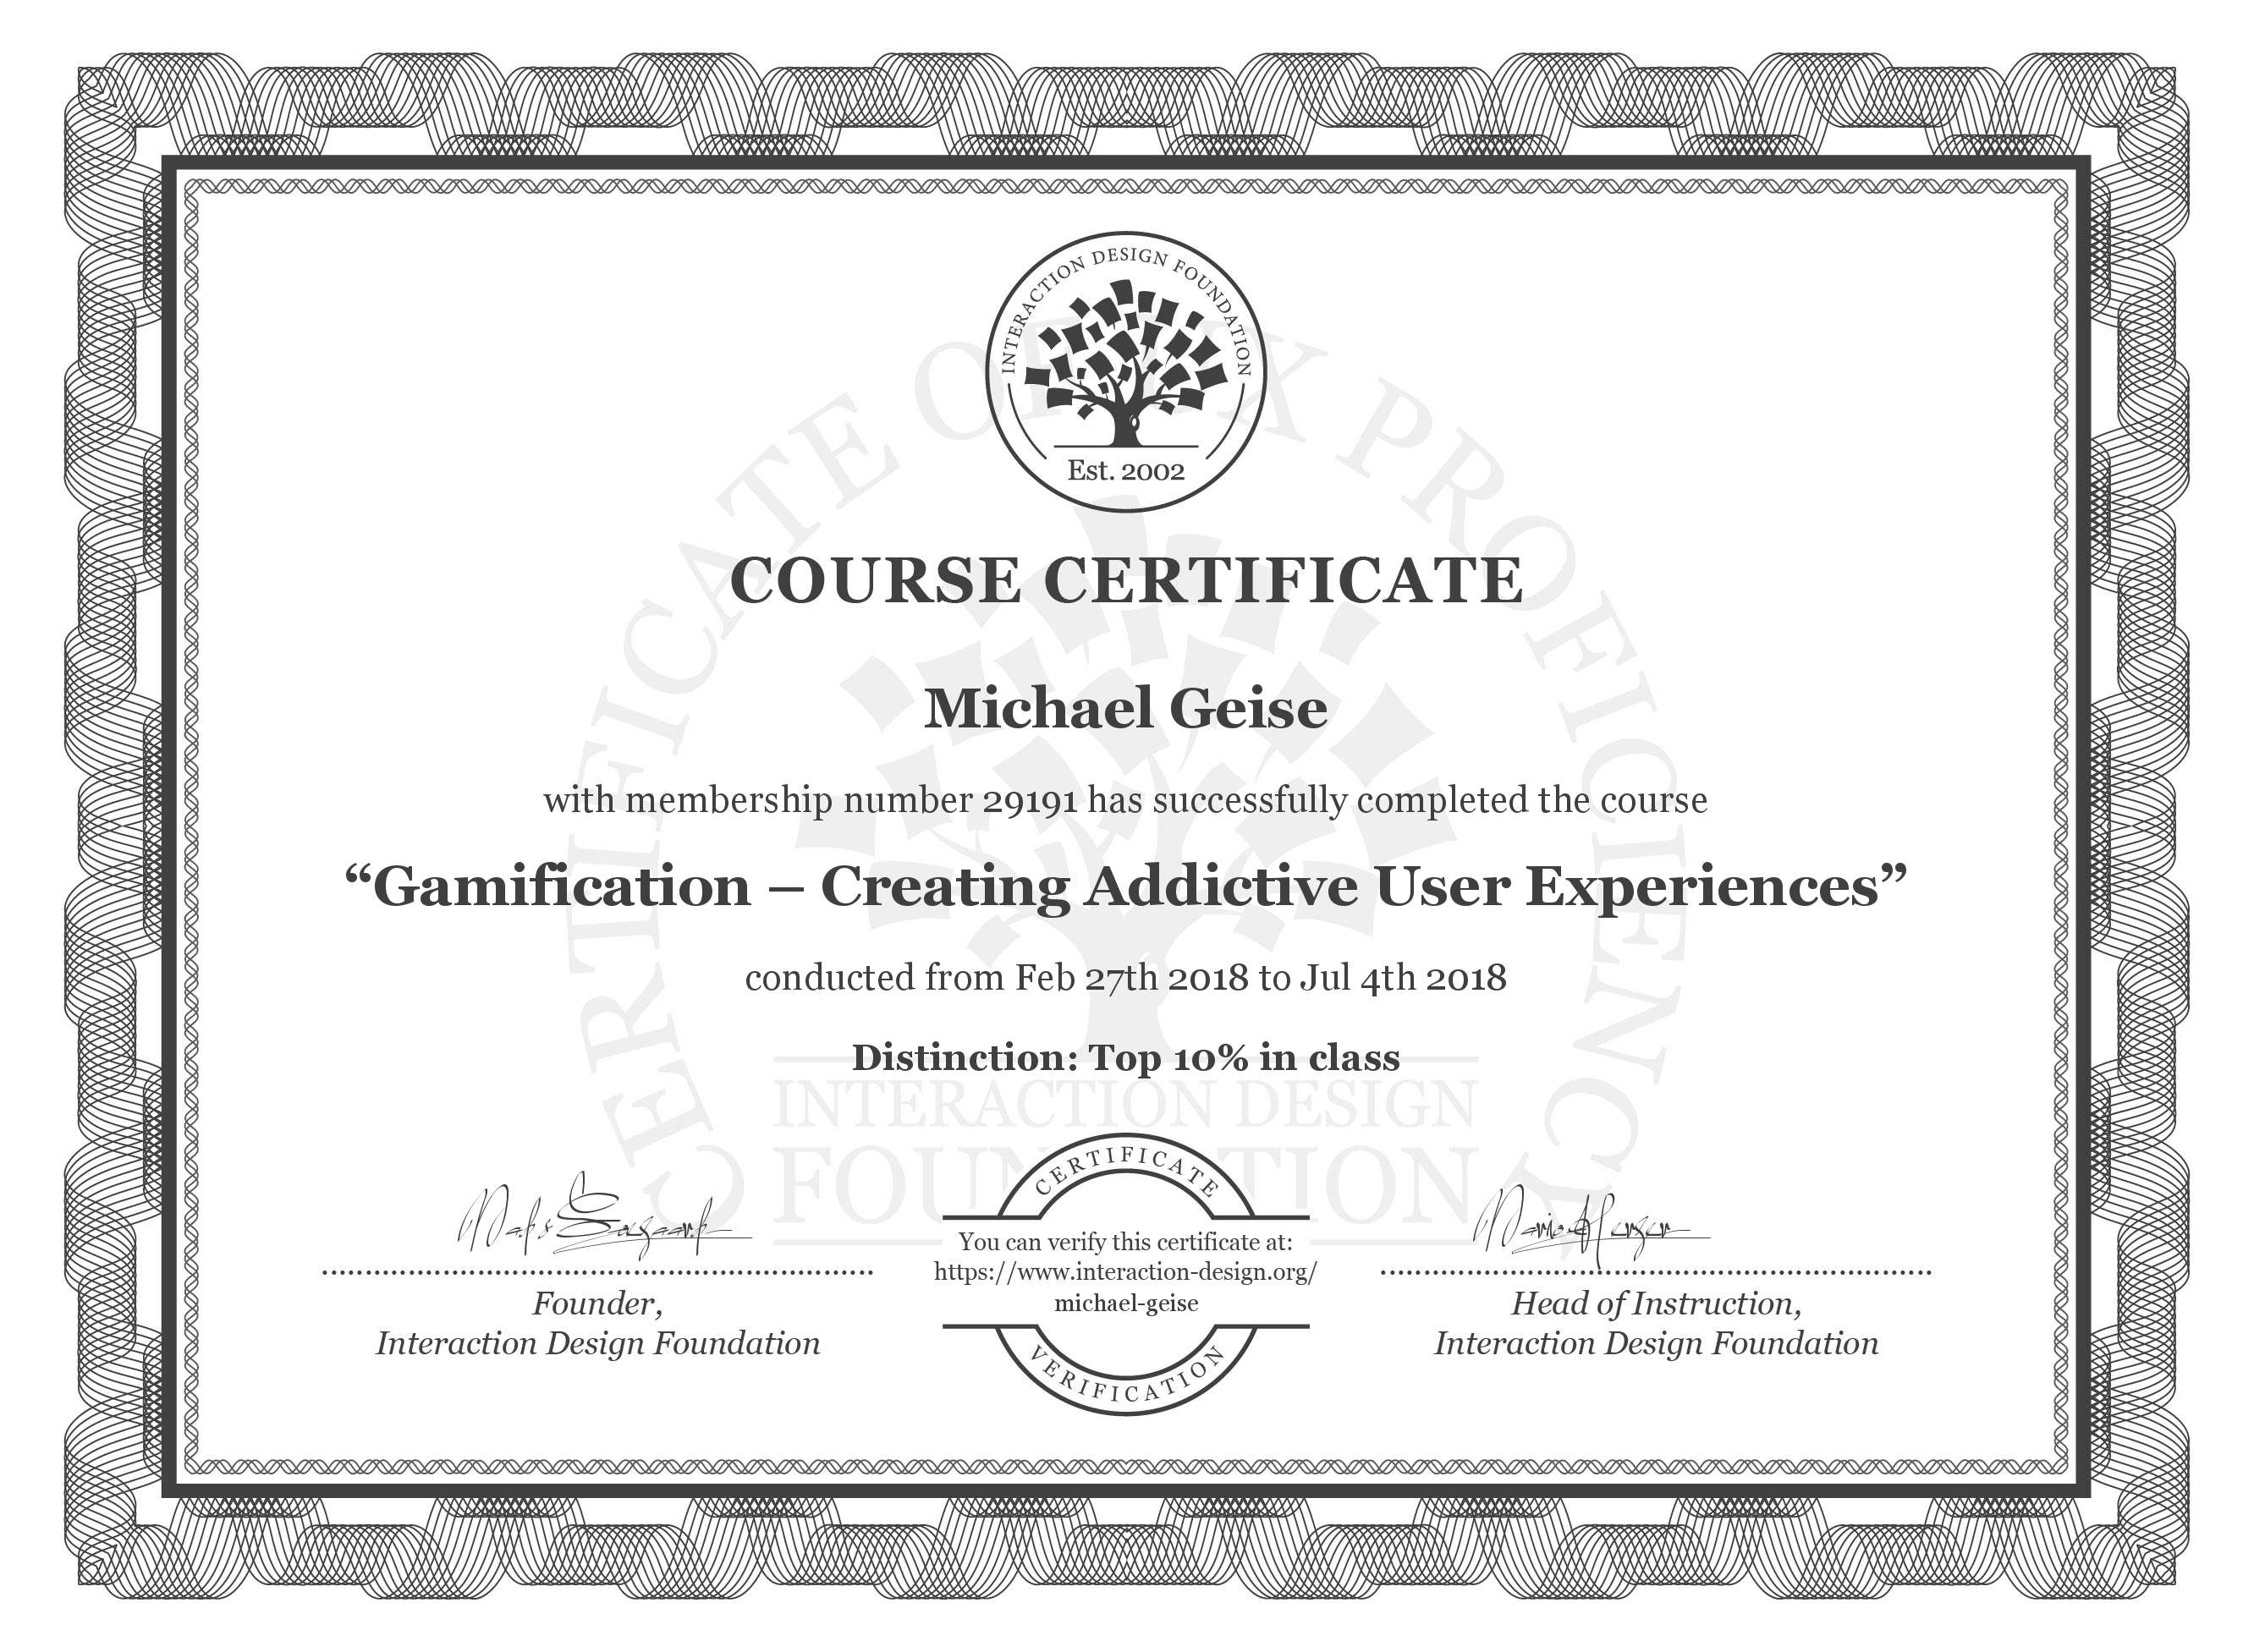 INTERACTION DESIGN FOUNDATION
Est. 2002
CERTIFICATE OF UX PROFICIENCY
COURSE CERTIFICATE
Michael Geise
with membership number 29191 has successfully completed the course
“Gamification – Creating Addictive User Experiences”
conducted from Feb 27th 2018 to Jul 4th 2018
Distinction: Top 10% in class
INTERACTION DESIGN
FOUNDATION
CERTIFICATE
You can verify this certificate at:
https://www.interaction-design.org/
michael-geise
VERIFICATION
Founder,
Interaction Design Foundation
Head of Instruction,
Interaction Design Foundation